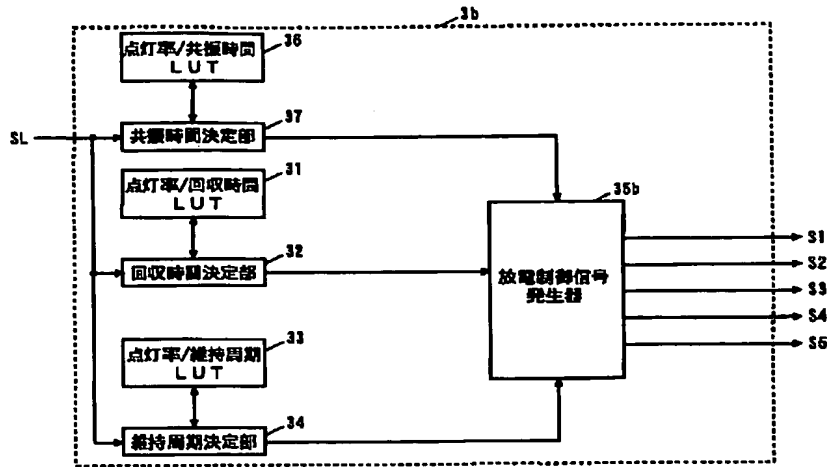 3b
点灯率/共振時間
LUT
36
SL
共振時間決定部
37
点灯率/回収時間
LUT
31
回収時間決定部
32
点灯率/維持周期
LUT
33
維持周期決定部
34
放電制御信号
発生器
35b
S1
S2
S3
S4
S5